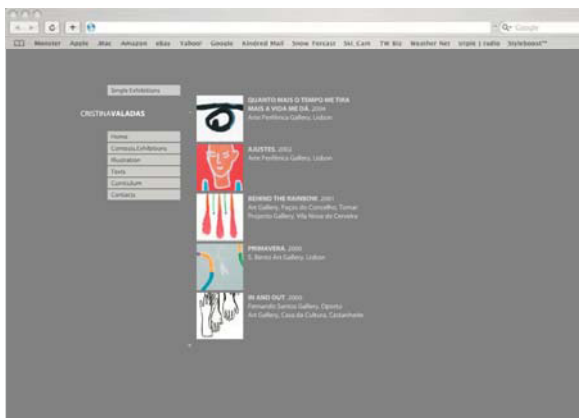 Google
Monster Apple .Mac Amazon eBay Yahoo! Google Kindred Mail Snow Forcast Ski Cam TW Biz Weather Net triple j radio Styleboost™
Single Exhibitions
CRISTINAVALADAS
Home
Contests,Exhibitions
Illustration
Texts
Curriculum
Contacts
QUANTO MAIS O TEMPO ME TIRA
MAIS A VIDA ME DÁ. 2004
Arte Periférica Gallery, Lisbon
AJUSTES. 2002
Arte Periférica Gallery, Lisbon
BEHIND THE RAINBOW. 2001
Art Gallery, Paços do Concelho, Tomar
Projecto Gallery, Vila Nova de Cerveira
PRIMAVERA. 2000
S. Bento Art Gallery, Lisbon
IN AND OUT. 2000
Fernando Santos Gallery, Oporto
Art Gallery, Casa da Cultura, Cantanhede